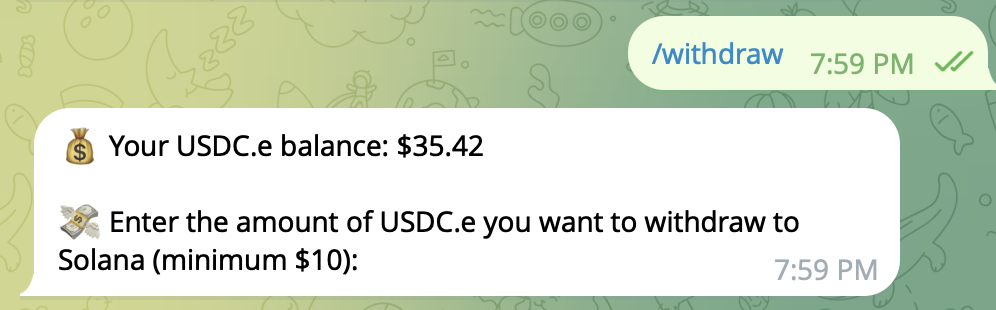 /withdraw 7:59 PM
💰 Your USDC.e balance: $35.42
💸 Enter the amount of USDC.e you want to withdraw to
Solana (minimum $10):
7:59 PM